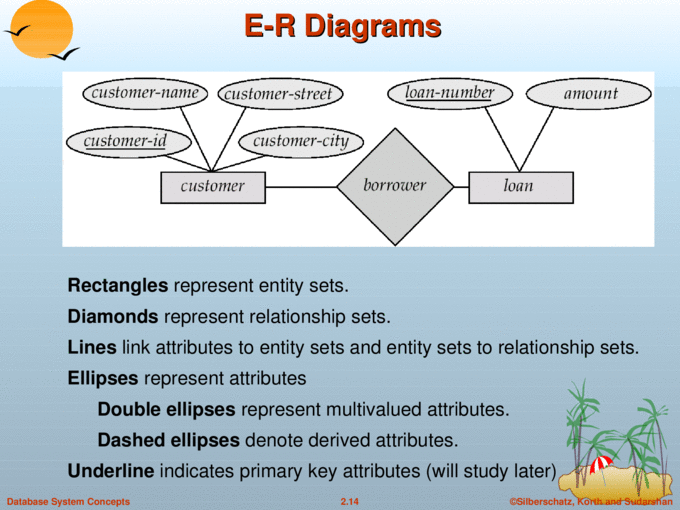 E-R Diagrams
customer-name customer-street loan-number amount
customer-id customer-city
customer borrower loan
Rectangles represent entity sets.
Diamonds represent relationship sets.
Lines link attributes to entity sets and entity sets to relationship sets.
Ellipses represent attributes
Double ellipses represent multivalued attributes.
Dashed ellipses denote derived attributes.
Underline indicates primary key attributes (will study later)
Database System Concepts 2.14 ©Silberschatz, Korth and Sudarshan